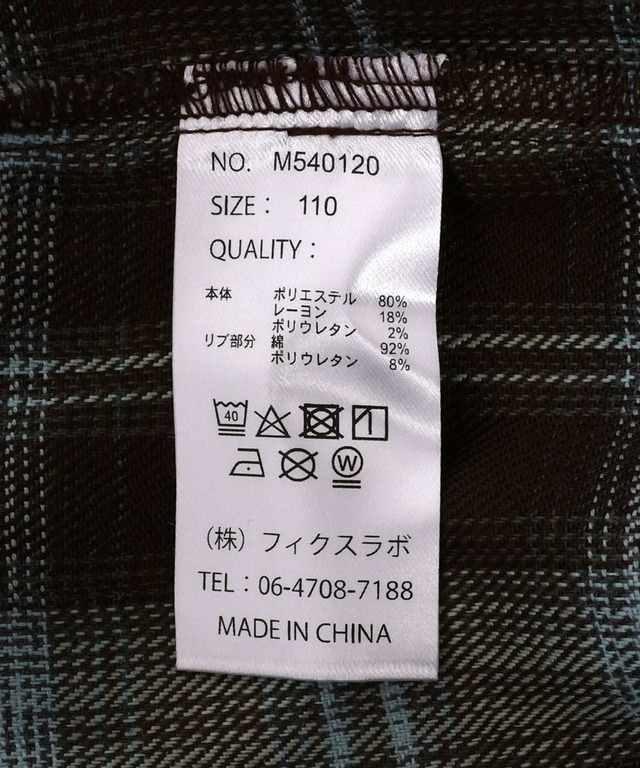 NO. M540120
SIZE： 110
QUALITY：
本体 ポリエステル 80%
レーヨン 18%
ポリウレタン 2%
リブ部分 綿 92%
ポリウレタン 8%
40
W
（株）フィクスラボ
TEL：06-4708-7188
MADE IN CHINA